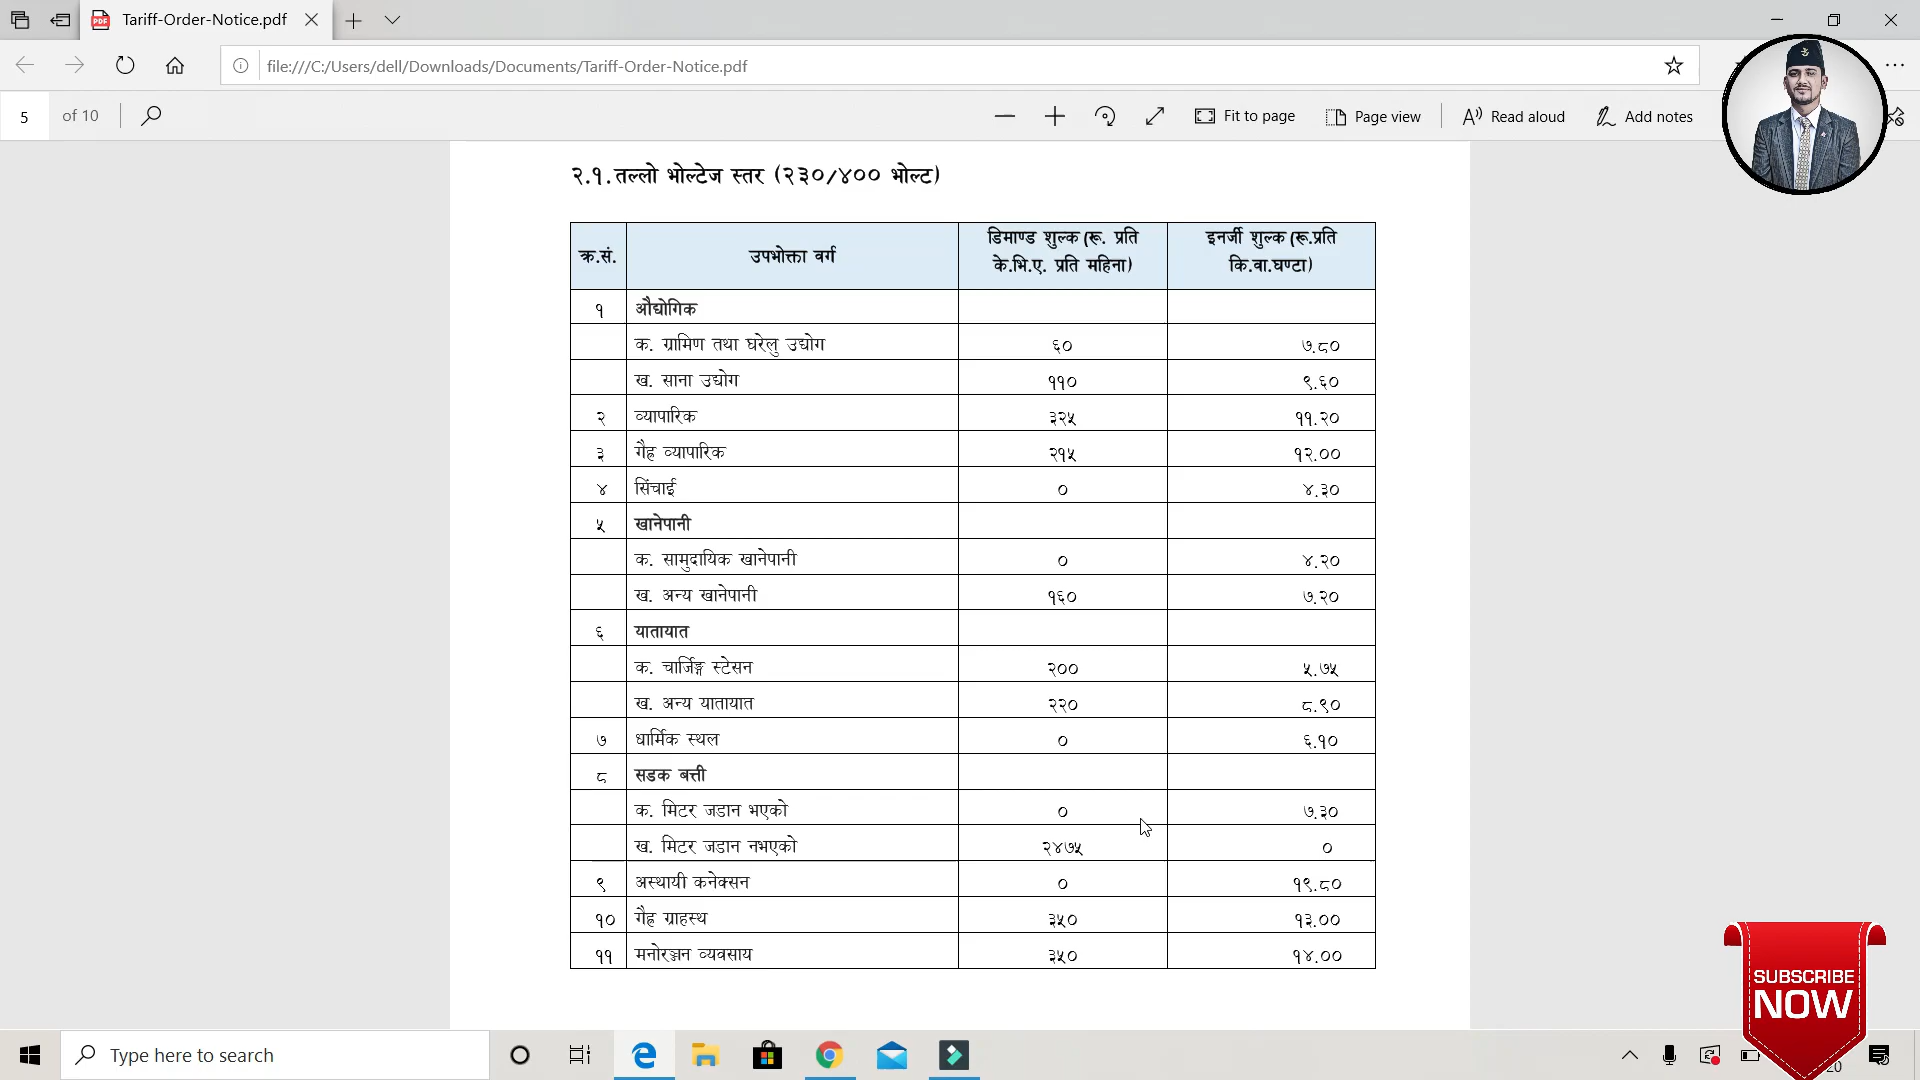 Tariff-Order-Notice.pdf
file:///C:/Users/dell/Downloads/Documents/Tariff-Order-Notice.pdf
5 of 10 Fit to page Page view Read aloud Add notes
२.१. तल्लो भोल्टेज स्तर (२३०/४०० भोल्ट)
क्र.सं. उपभोक्ता वर्ग डिमाण्ड शुल्क (रू. प्रति के.भि.ए. प्रति महिना) इनर्जी शुल्क (रू.प्रति कि.वा.घण्टा)
१ औद्योगिक
क. ग्रामिण तथा घरेलु उद्योग ६० ७.८०
ख. साना उद्योग ११० ९.६०
२ व्यापारिक ३२५ ११.२०
३ गैह्र व्यापारिक २१५ १२.००
४ सिंचाई ० ४.३०
५ खानेपानी
क. सामुदायिक खानेपानी ० ४.२०
ख. अन्य खानेपानी १६० ७.२०
६ यातायात
क. चार्जिङ्ग स्टेसन २०० ५.७५
ख. अन्य यातायात २२० ८.९०
७ धार्मिक स्थल ० ६.१०
८ सडक बत्ती
क. मिटर जडान भएको ० ७.३०
ख. मिटर जडान नभएको २४७५ ०
९ अस्थायी कनेक्सन ० १९.८०
१० गैह्र ग्राहस्थ ३५० १३.००
११ मनोरञ्जन व्यवसाय ३५० १४.००
SUBSCRIBE
NOW
Type here to search